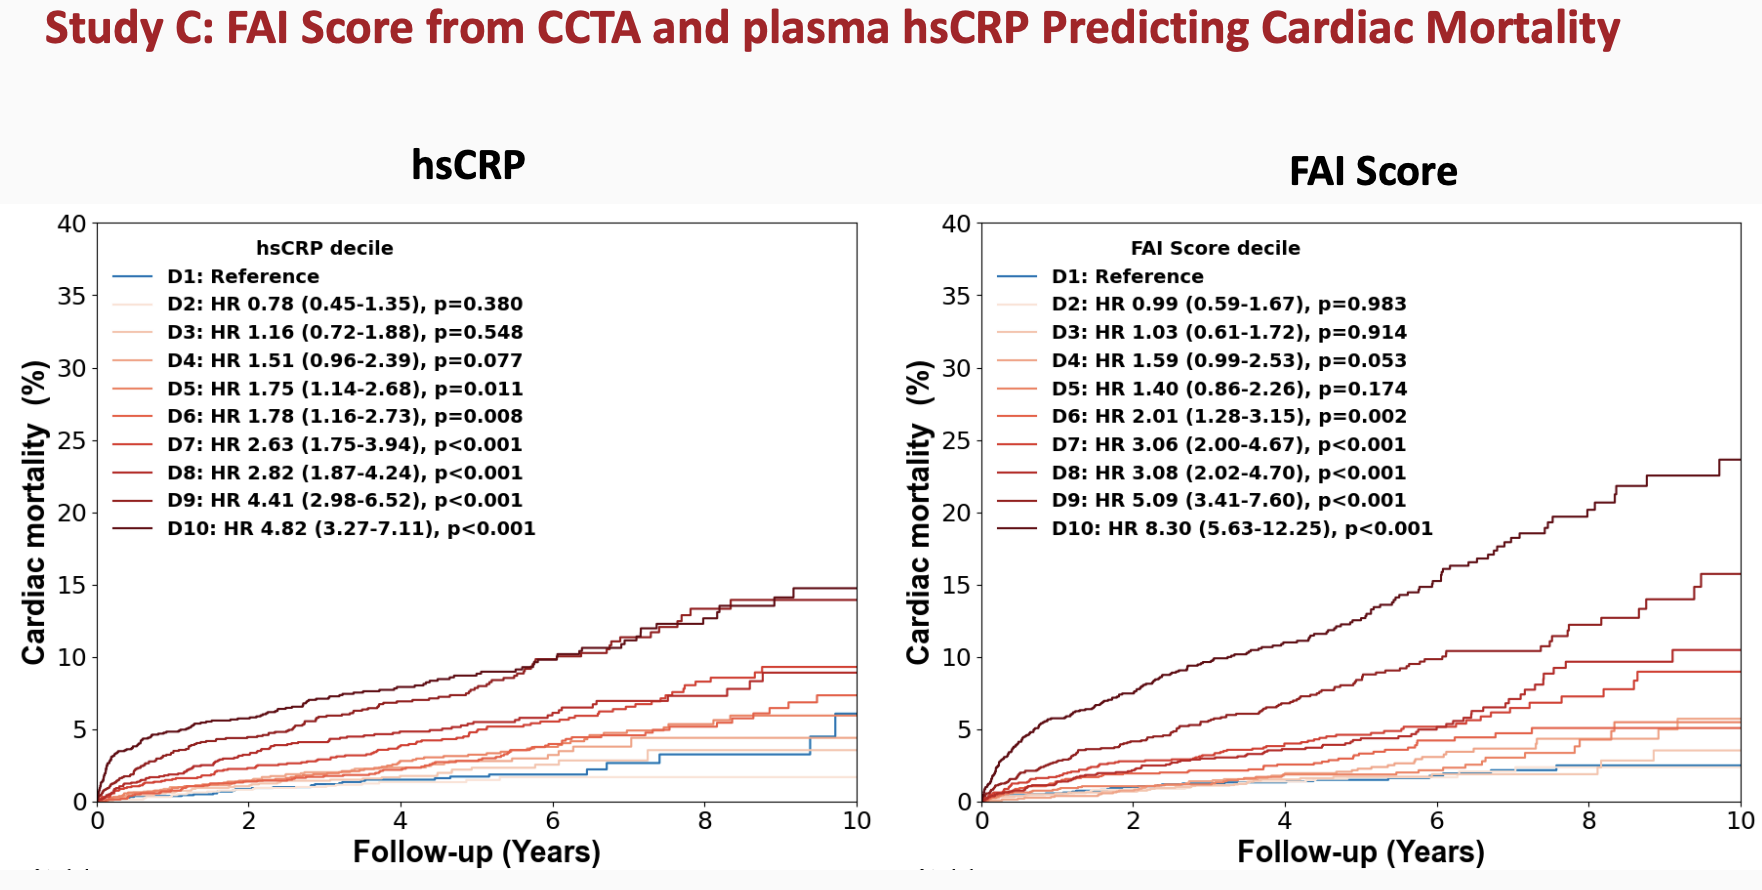 Study C: FAI Score from CCTA and plasma hsCRP Predicting Cardiac Mortality
hsCRP
40
35
30
25
20
15
10
5
0
Cardiac mortality (%)
hsCRP decile
D1: Reference
D2: HR 0.78 (0.45-1.35), p=0.380
D3: HR 1.16 (0.72-1.88), p=0.548
D4: HR 1.51 (0.96-2.39), p=0.077
D5: HR 1.75 (1.14-2.68), p=0.011
D6: HR 1.78 (1.16-2.73), p=0.008
D7: HR 2.63 (1.75-3.94), p<0.001
D8: HR 2.82 (1.87-4.24), p<0.001
D9: HR 4.41 (2.98-6.52), p<0.001
D10: HR 4.82 (3.27-7.11), p<0.001
0 2 4 6 8 10
Follow-up (Years)
FAI Score
40
35
30
25
20
15
10
5
0
Cardiac mortality (%)
FAI Score decile
D1: Reference
D2: HR 0.99 (0.59-1.67), p=0.983
D3: HR 1.03 (0.61-1.72), p=0.914
D4: HR 1.59 (0.99-2.53), p=0.053
D5: HR 1.40 (0.86-2.26), p=0.174
D6: HR 2.01 (1.28-3.15), p=0.002
D7: HR 3.06 (2.00-4.67), p<0.001
D8: HR 3.08 (2.02-4.70), p<0.001
D9: HR 5.09 (3.41-7.60), p<0.001
D10: HR 8.30 (5.63-12.25), p<0.001
0 2 4 6 8 10
Follow-up (Years)